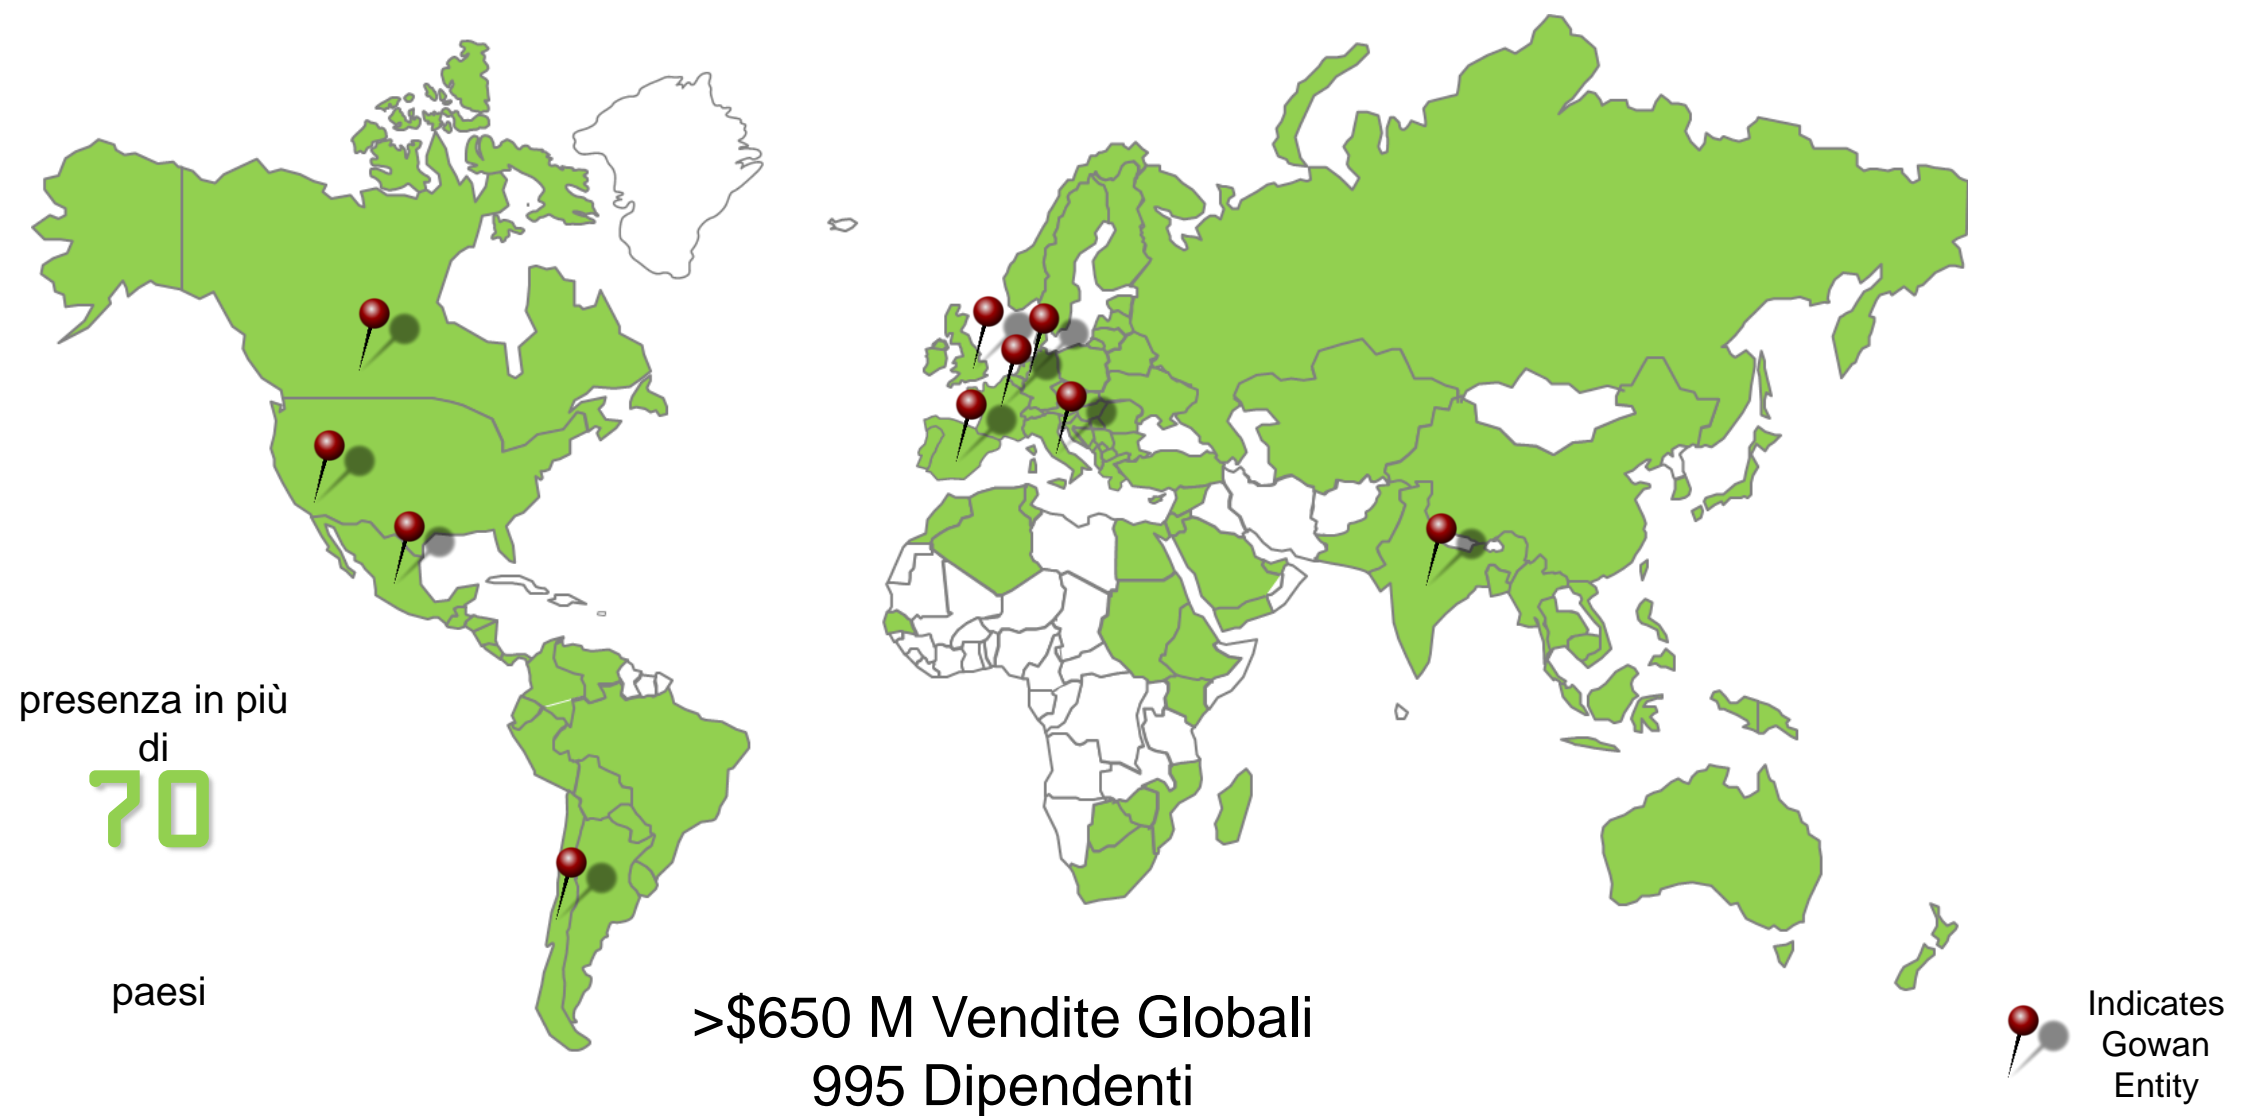 presenza in più
di
70
paesi
>$650 M Vendite Globali
995 Dipendenti
Indicates
Gowan
Entity